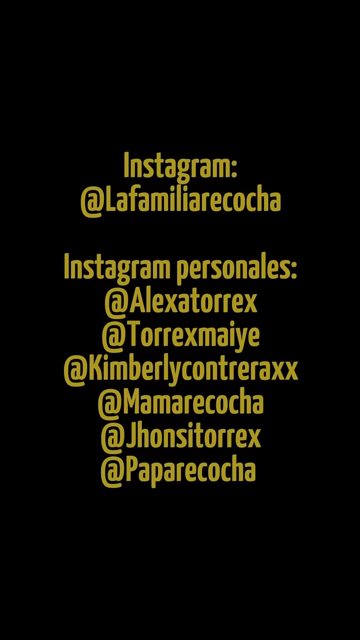 Instagram:
@Lafamiliarecocha
Instagram personales:
@Alexatorrex
@Torrexmaiye
@Kimberlycontreraxx
@Mamarecocha
@Jhonsitorrex
@Paparecocha